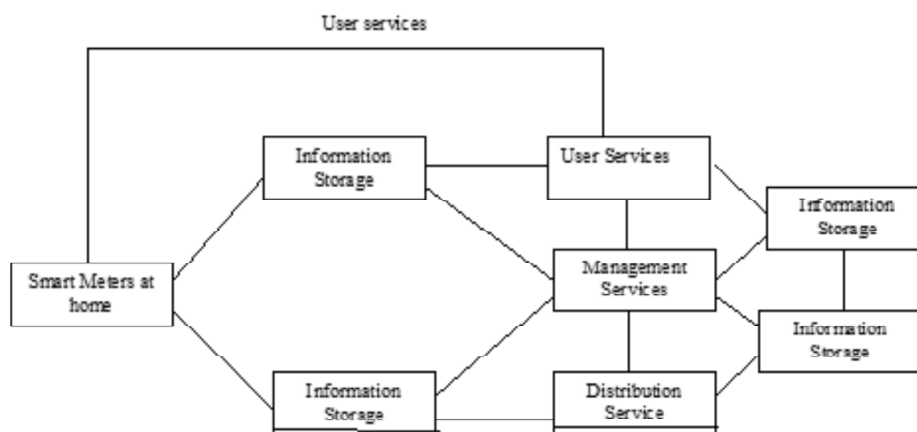 User services
Information
Storage
User Services
Information
Storage
Smart Meters at
home
Management
Services
Information
Storage
Information
Storage
Distribution
Service